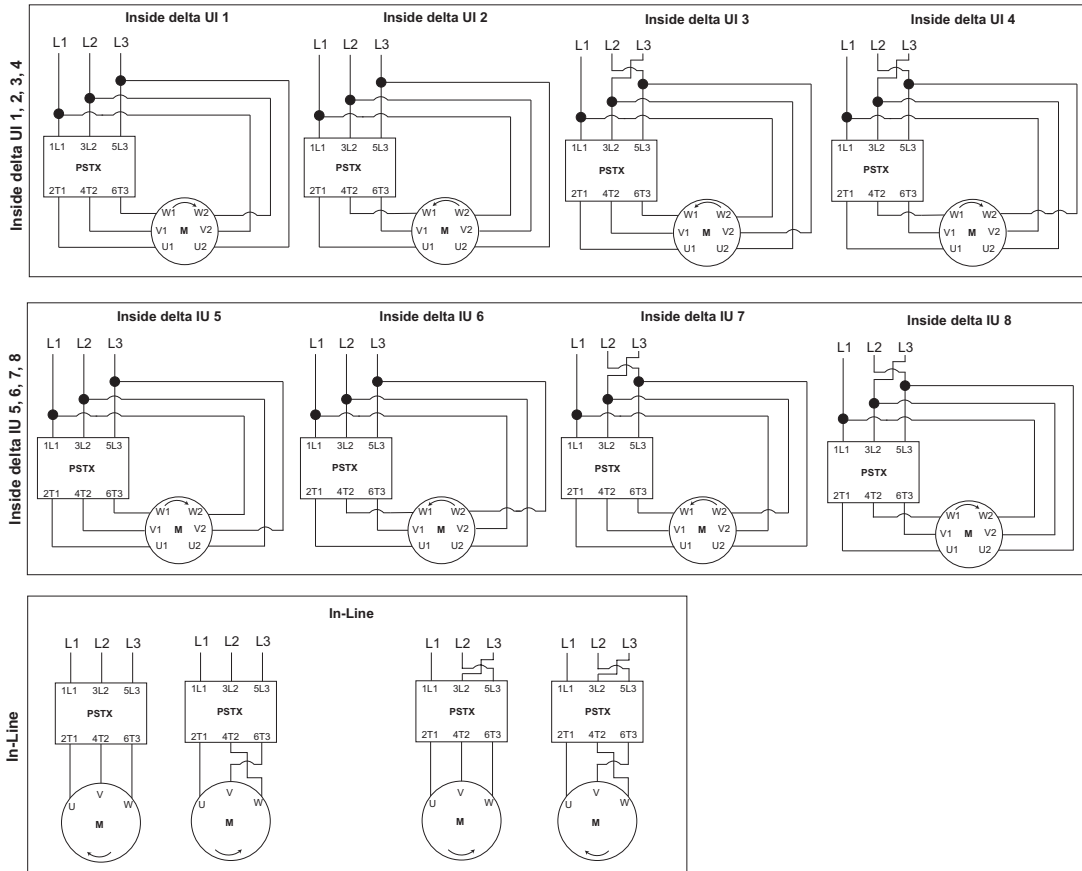 Inside delta UI 1, 2, 3, 4
Inside delta UI 1
Inside delta UI 2
Inside delta UI 3
Inside delta UI 4
L1 L2 L3
L1 L2 L3
L1 L2 L3
L1 L2 L3
1L1 3L2 5L3
1L1 3L2 5L3
1L1 3L2 5L3
1L1 3L2 5L3
PSTX
PSTX
PSTX
PSTX
2T1 4T2 6T3
2T1 4T2 6T3
2T1 4T2 6T3
2T1 4T2 6T3
W1 W2
W1 W2
W1 W2
W1 W2
V1 M V2
V1 M V2
V1 M V2
V1 M V2
U1 U2
U1 U2
U1 U2
U1 U2
Inside delta IU 5, 6, 7, 8
Inside delta IU 5
Inside delta IU 6
Inside delta IU 7
Inside delta IU 8
L1 L2 L3
L1 L2 L3
L1 L2 L3
L1 L2 L3
1L1 3L2 5L3
1L1 3L2 5L3
1L1 3L2 5L3
1L1 3L2 5L3
PSTX
PSTX
PSTX
PSTX
2T1 4T2 6T3
2T1 4T2 6T3
2T1 4T2 6T3
2T1 4T2 6T3
W1 W2
W1 W2
W1 W2
W1 W2
V1 M V2
V1 M V2
V1 M V2
V1 M V2
U1 U2
U1 U2
U1 U2
U1 U2
In-Line
In-Line
L1 L2 L3
L1 L2 L3
L1 L2 L3
L1 L2 L3
1L1 3L2 5L3
1L1 3L2 5L3
1L1 3L2 5L3
1L1 3L2 5L3
PSTX
PSTX
PSTX
PSTX
2T1 4T2 6T3
2T1 4T2 6T3
2T1 4T2 6T3
2T1 4T2 6T3
U V W
U V W
U V W
U V W
M
M
M
M